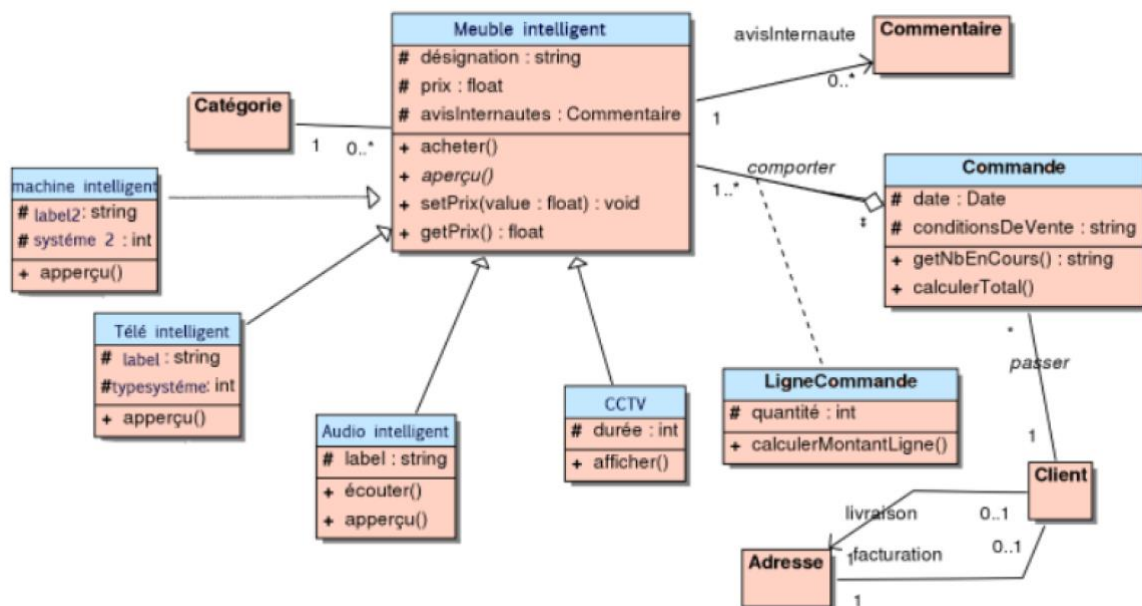 Meuble intelligent
# désignation : string
# prix : float
# avisInternautes : Commentaire
+ acheter()
+ aperçu()
+ setPrix(value : float) : void
+ getPrix() : float
avisInternaute
Commentaire
0..*
1
Catégorie
1
0..*
machine intelligent
# label2: string
# systéme 2 : int
+ apperçu()
comporter
1..*
*
Commande
# date : Date
# conditionsDeVente : string
+ getNbEnCours() : string
+ calculerTotal()
Télé intelligent
# label : string
#typesystéme: int
+ apperçu()
*
passer
1
LigneCommande
# quantité : int
+ calculerMontantLigne()
CCTV
# durée : int
+ afficher()
Audio intelligent
# label : string
+ écouter()
+ apperçu()
Client
livraison
0..1
1
facturation
0..1
Adresse
1